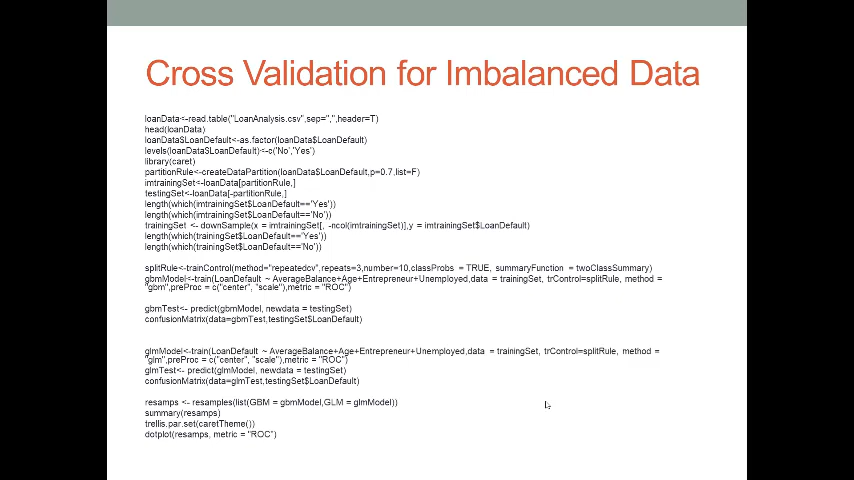 Cross Validation for Imbalanced Data
loanData<-read.table("LoanAnalysis.csv",sep=",",header=T)
head(loanData)
loanData$LoanDefault<-as.factor(loanData$LoanDefault)
levels(loanData$LoanDefault)<-c('No','Yes')
library(caret)
partitionRule<-createDataPartition(loanData$LoanDefault,p=0.7,list=F)
imtrainingSet<-loanData[partitionRule,]
testingSet<-loanData[-partitionRule,]
length(which(imtrainingSet$LoanDefault=='Yes'))
length(which(imtrainingSet$LoanDefault=='No'))
trainingSet <- downSample(x = imtrainingSet[, -ncol(imtrainingSet)],y = imtrainingSet$LoanDefault)
length(which(trainingSet$LoanDefault=='Yes'))
length(which(trainingSet$LoanDefault=='No'))
splitRule<-trainControl(method="repeatedcv",repeats=3,number=10,classProbs = TRUE, summaryFunction = twoClassSummary)
gbmModel<-train(LoanDefault ~ AverageBalance+Age+Entrepreneur+Unemployed,data = trainingSet, trControl=splitRule, method =
"gbm",preProc = c("center", "scale"),metric = "ROC")
gbmTest<- predict(gbmModel, newdata = testingSet)
confusionMatrix(data=gbmTest,testingSet$LoanDefault)
glmModel<-train(LoanDefault ~ AverageBalance+Age+Entrepreneur+Unemployed,data = trainingSet, trControl=splitRule, method =
"glm",preProc = c("center", "scale"),metric = "ROC")
glmTest<- predict(glmModel, newdata = testingSet)
confusionMatrix(data=glmTest,testingSet$LoanDefault)
resamps <- resamples(list(GBM = gbmModel,GLM = glmModel))
summary(resamps)
trellis.par.set(caretTheme())
dotplot(resamps, metric = "ROC")